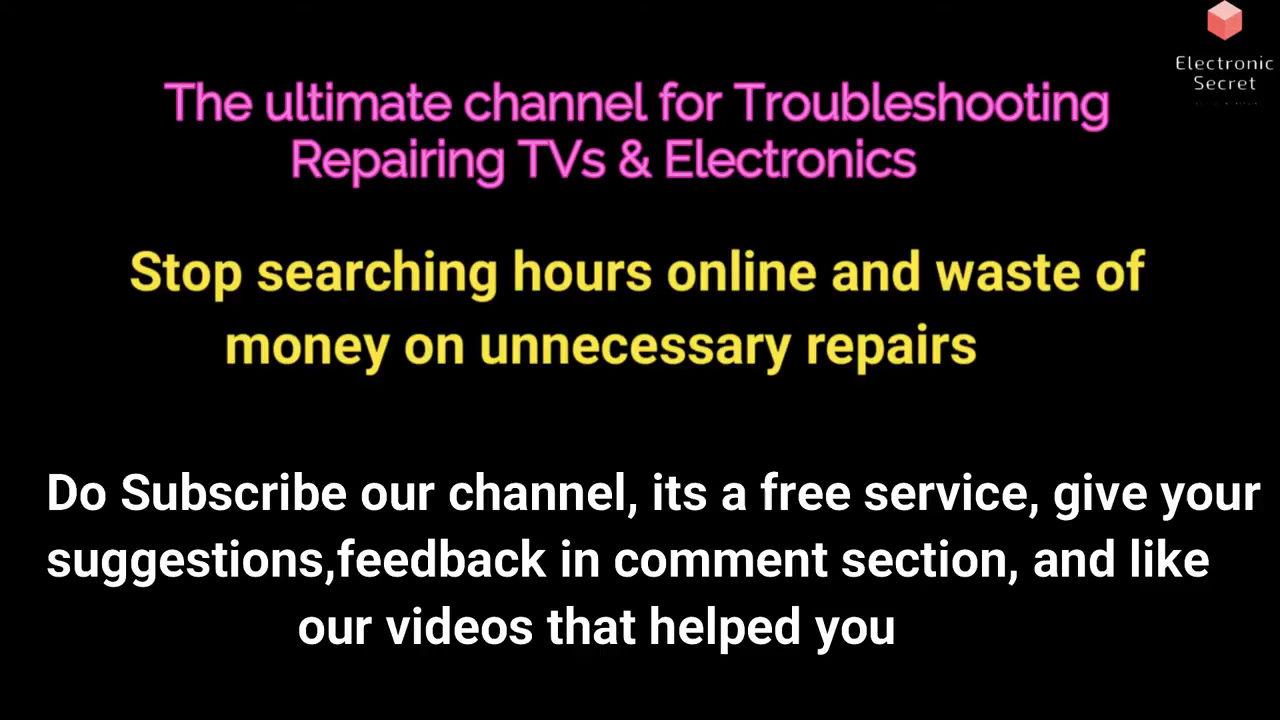 Electronic
Secret
The ultimate channel for Troubleshooting
Repairing TVs & Electronics
Stop searching hours online and waste of
money on unnecessary repairs
Do Subscribe our channel, its a free service, give your
suggestions,feedback in comment section, and like
our videos that helped you